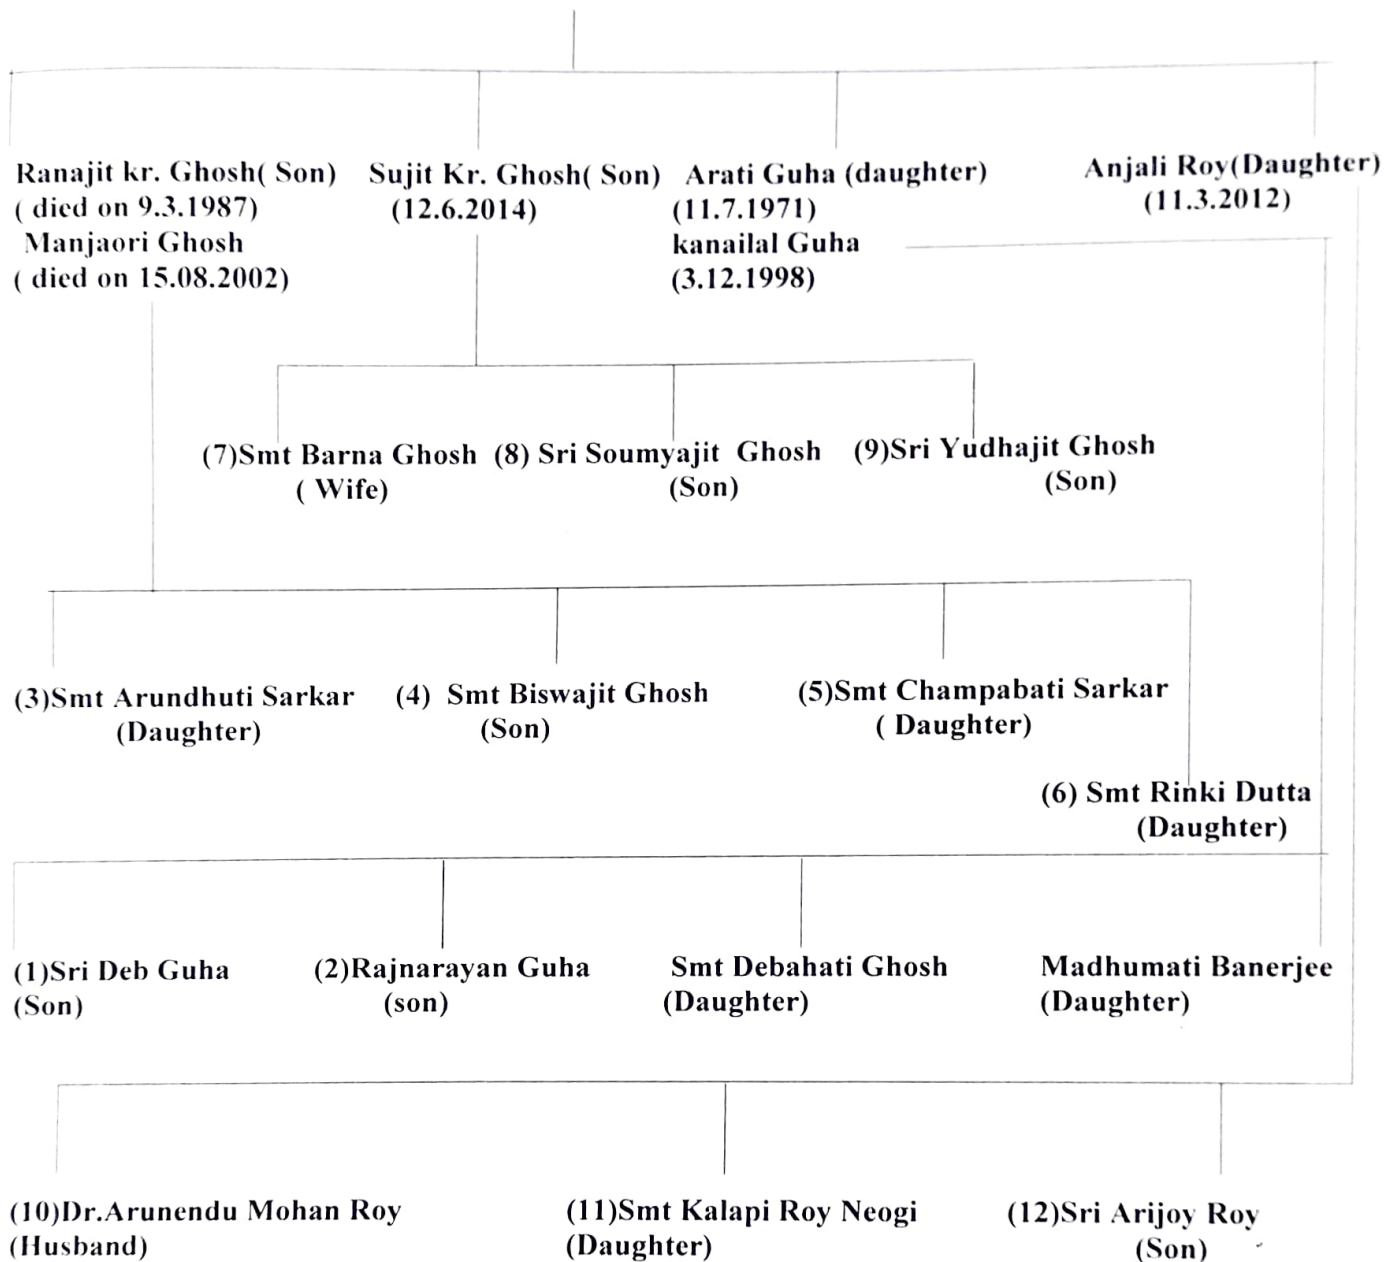 Ranajit kr. Ghosh( Son) Sujit Kr. Ghosh( Son) Arati Guha (daughter) Anjali Roy(Daughter)
( died on 9.3.1987) (12.6.2014) (11.7.1971) (11.3.2012)
Manjaori Ghosh kanailal Guha
( died on 15.08.2002) (3.12.1998)
(7)Smt Barna Ghosh (8) Sri Soumyajit Ghosh (9)Sri Yudhajit Ghosh
( Wife) (Son) (Son)
(3)Smt Arundhuti Sarkar (4) Smt Biswajit Ghosh (5)Smt Champabati Sarkar
(Daughter) (Son) ( Daughter)
(6) Smt Rinki Dutta
(Daughter)
(1)Sri Deb Guha (2)Rajnarayan Guha Smt Debahati Ghosh Madhumati Banerjee
(Son) (son) (Daughter) (Daughter)
(10)Dr.Arunendu Mohan Roy (11)Smt Kalapi Roy Neogi (12)Sri Arijoy Roy
(Husband) (Daughter) (Son)